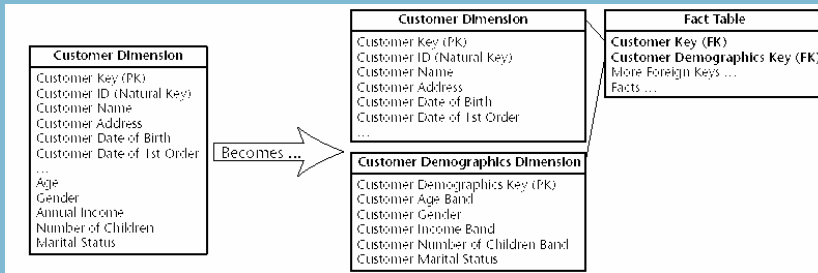 Customer Dimension
Customer Key (PK)
Customer ID (Natural Key)
Customer Name
Customer Address
Customer Date of Birth
Customer Date of 1st Order
...
Age
Gender
Annual Income
Number of Children
Marital Status
Becomes ...
Customer Dimension
Customer Key (PK)
Customer ID (Natural Key)
Customer Name
Customer Address
Customer Date of Birth
Customer Date of 1st Order
...
Customer Demographics Dimension
Customer Demographics Key (PK)
Customer Age Band
Customer Gender
Customer Income Band
Customer Number of Children Band
Customer Marital Status
Fact Table
Customer Key (FK)
Customer Demographics Key (FK)
More Foreign Keys ...
Facts ...